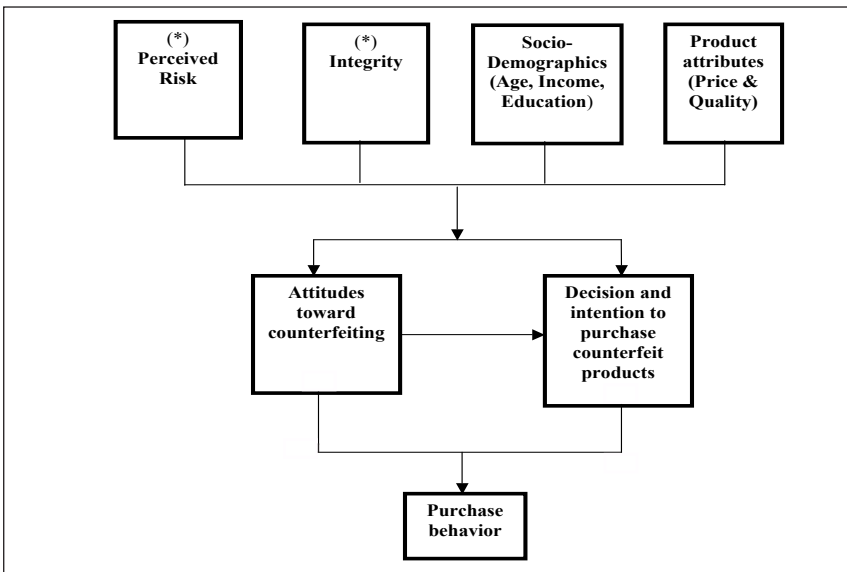 (*)
Perceived
Risk
(*)
Integrity
Socio-
Demographics
(Age, Income,
Education)
Product
attributes
(Price &
Quality)
Attitudes
toward
counterfeiting
Decision and
intention to
purchase
counterfeit
products
Purchase
behavior